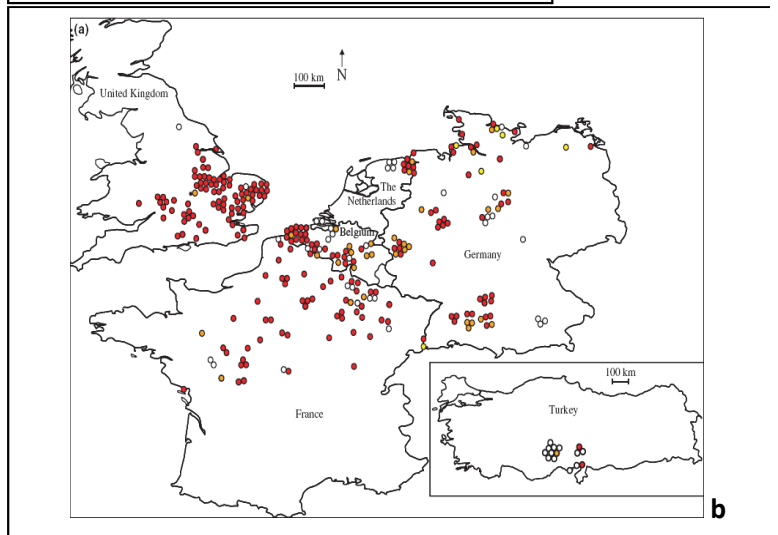 (a)
100 km
N
United Kingdom
The
Netherlands
Belgium
Germany
France
100 km
Turkey
b